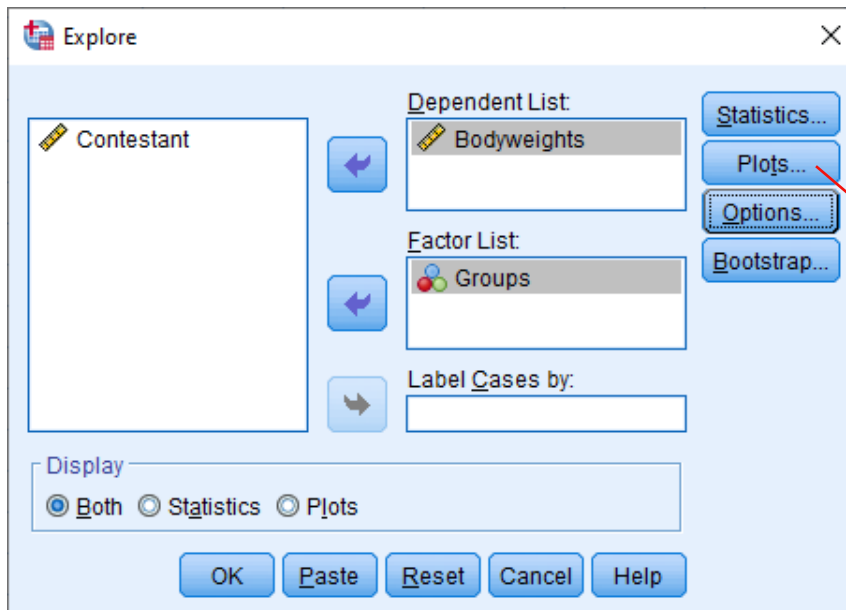 Explore
Contestant
Dependent List:
Bodyweights
Factor List:
Groups
Label Cases by:
Statistics...
Plots...
Options...
Bootstrap...
Display
Both Statistics Plots
OK Paste Reset Cancel Help